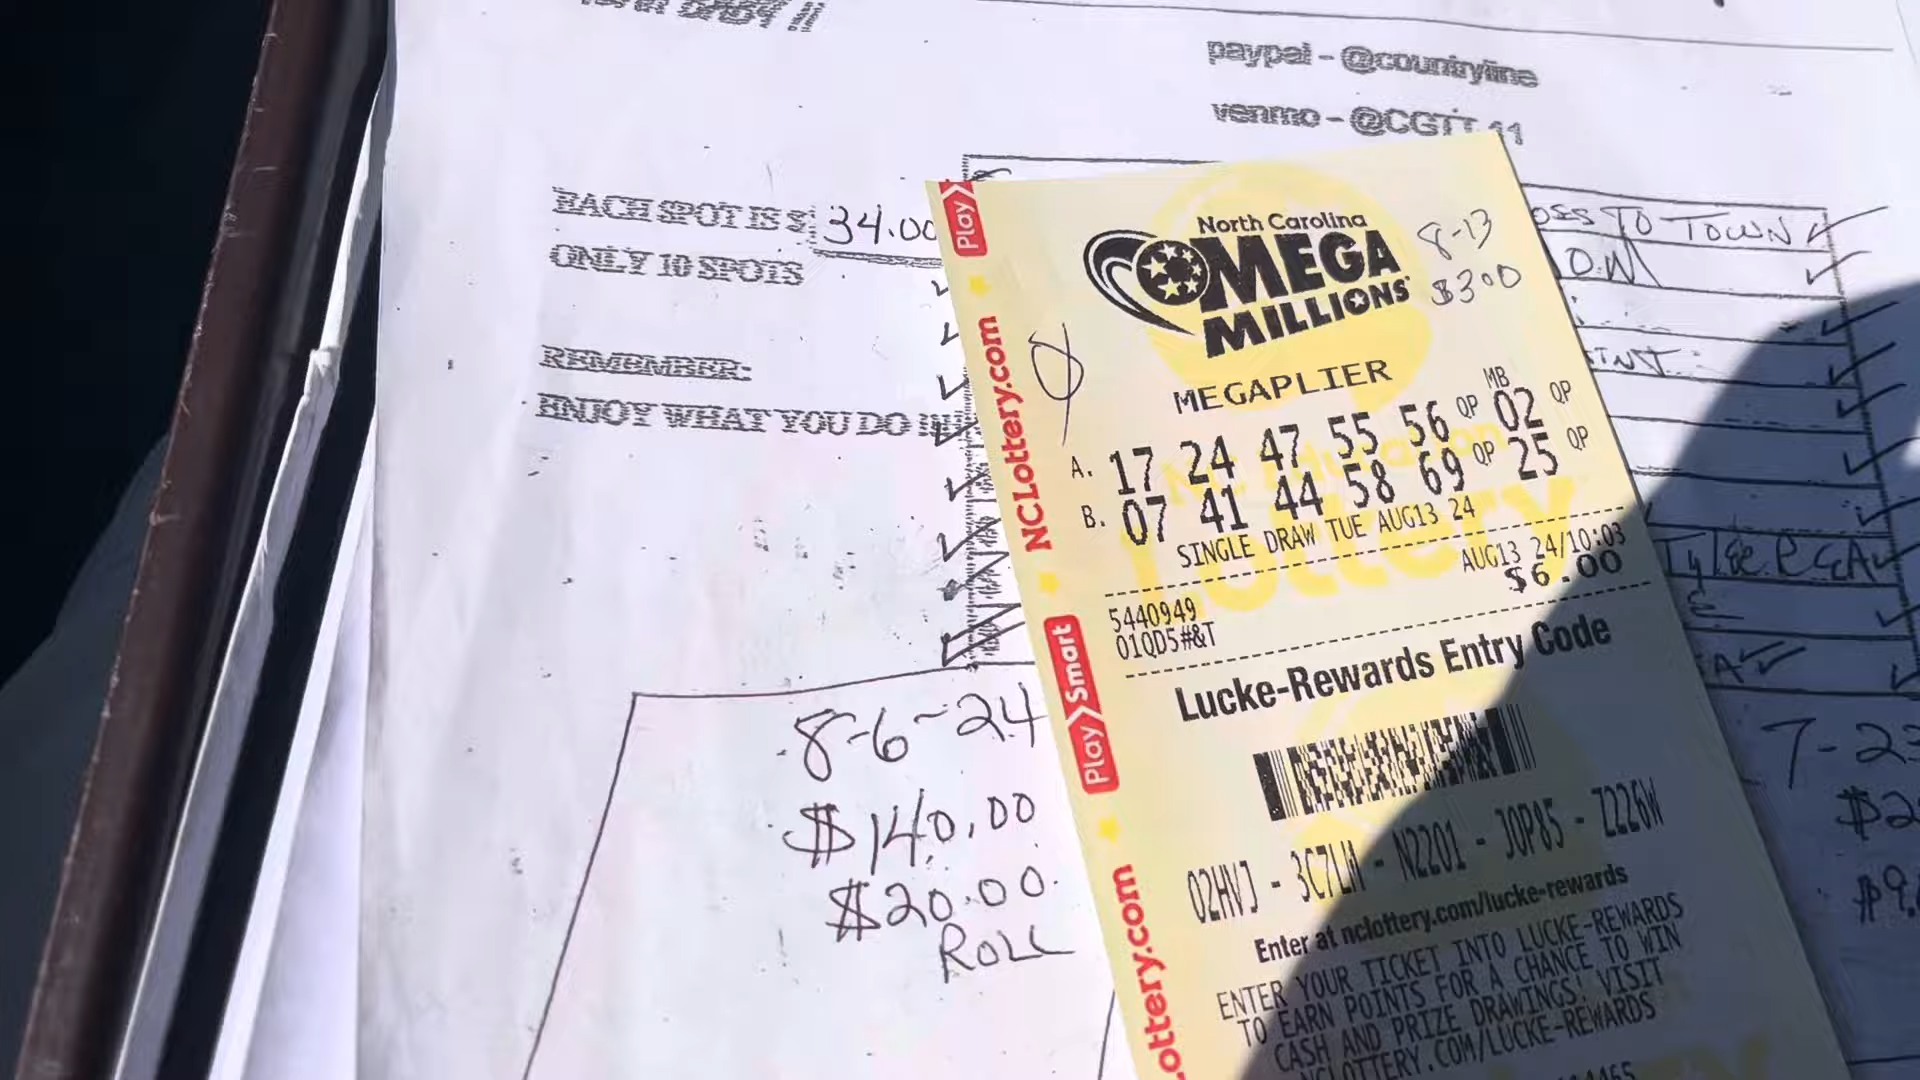 paypal - @countryline
venmo - @CGTT 11
EACH SPOT IS $ 34.00
ONLY 10 SPOTS
REMEMBER:
ENJOY WHAT YOU DO !!!
8-6-24
$140.00
$20.00
ROLL
TO TOWN
O.M
7-23
Play
NCLottery.com
Play Smart
North Carolina
MEGA
MILLIONS
8-13
$300
MEGAPLIER
MB
A. 17 24 47 55 56 QP 02 QP
B. 07 41 44 58 69 QP 25 QP
SINGLE DRAW TUE AUG13 24
AUG13 24/10:03
$6.00
5440949
01QD5#&T
Lucke-Rewards Entry Code
02HVJ - 3C7LM - N2201 - JOP85 - Z226W
Enter at nclottery.com/lucke-rewards
ENTER YOUR TICKET INTO LUCKE-REWARDS
TO EARN POINTS FOR A CHANCE TO WIN
CASH AND PRIZE DRAWINGS! VISIT
NCLOTTERY.COM/LUCKE-REWARDS